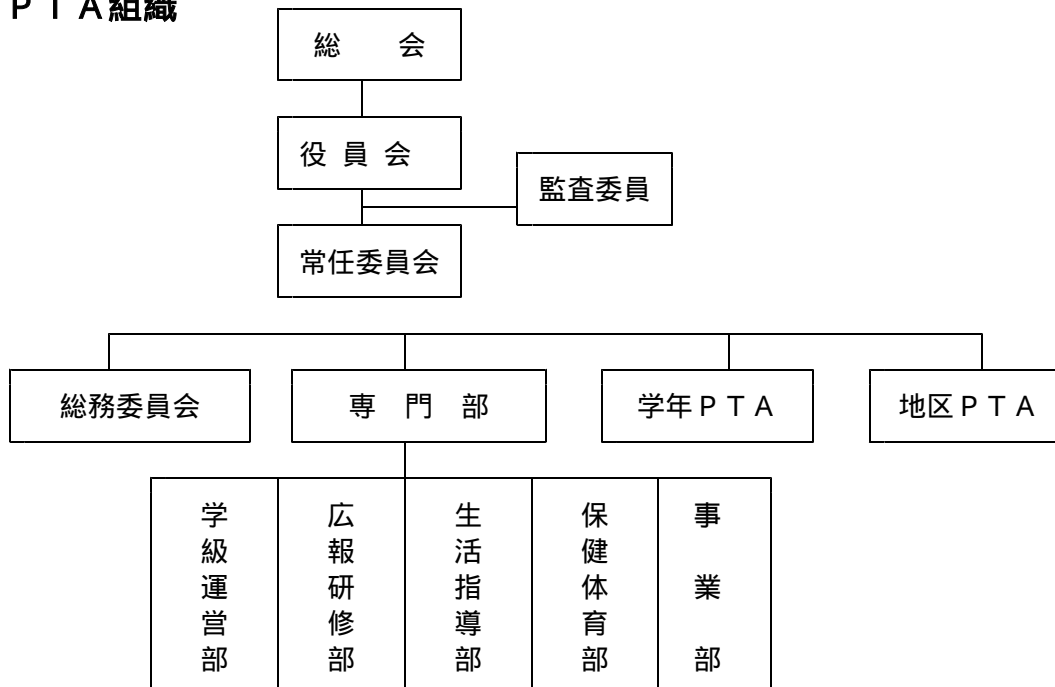 ＰＴＡ組織
総　　会
役 員 会
監査委員
常任委員会
総務委員会
専　門　部
学年ＰＴＡ
地区ＰＴＡ
学級運営部
広報研修部
生活指導部
保健体育部
事業部